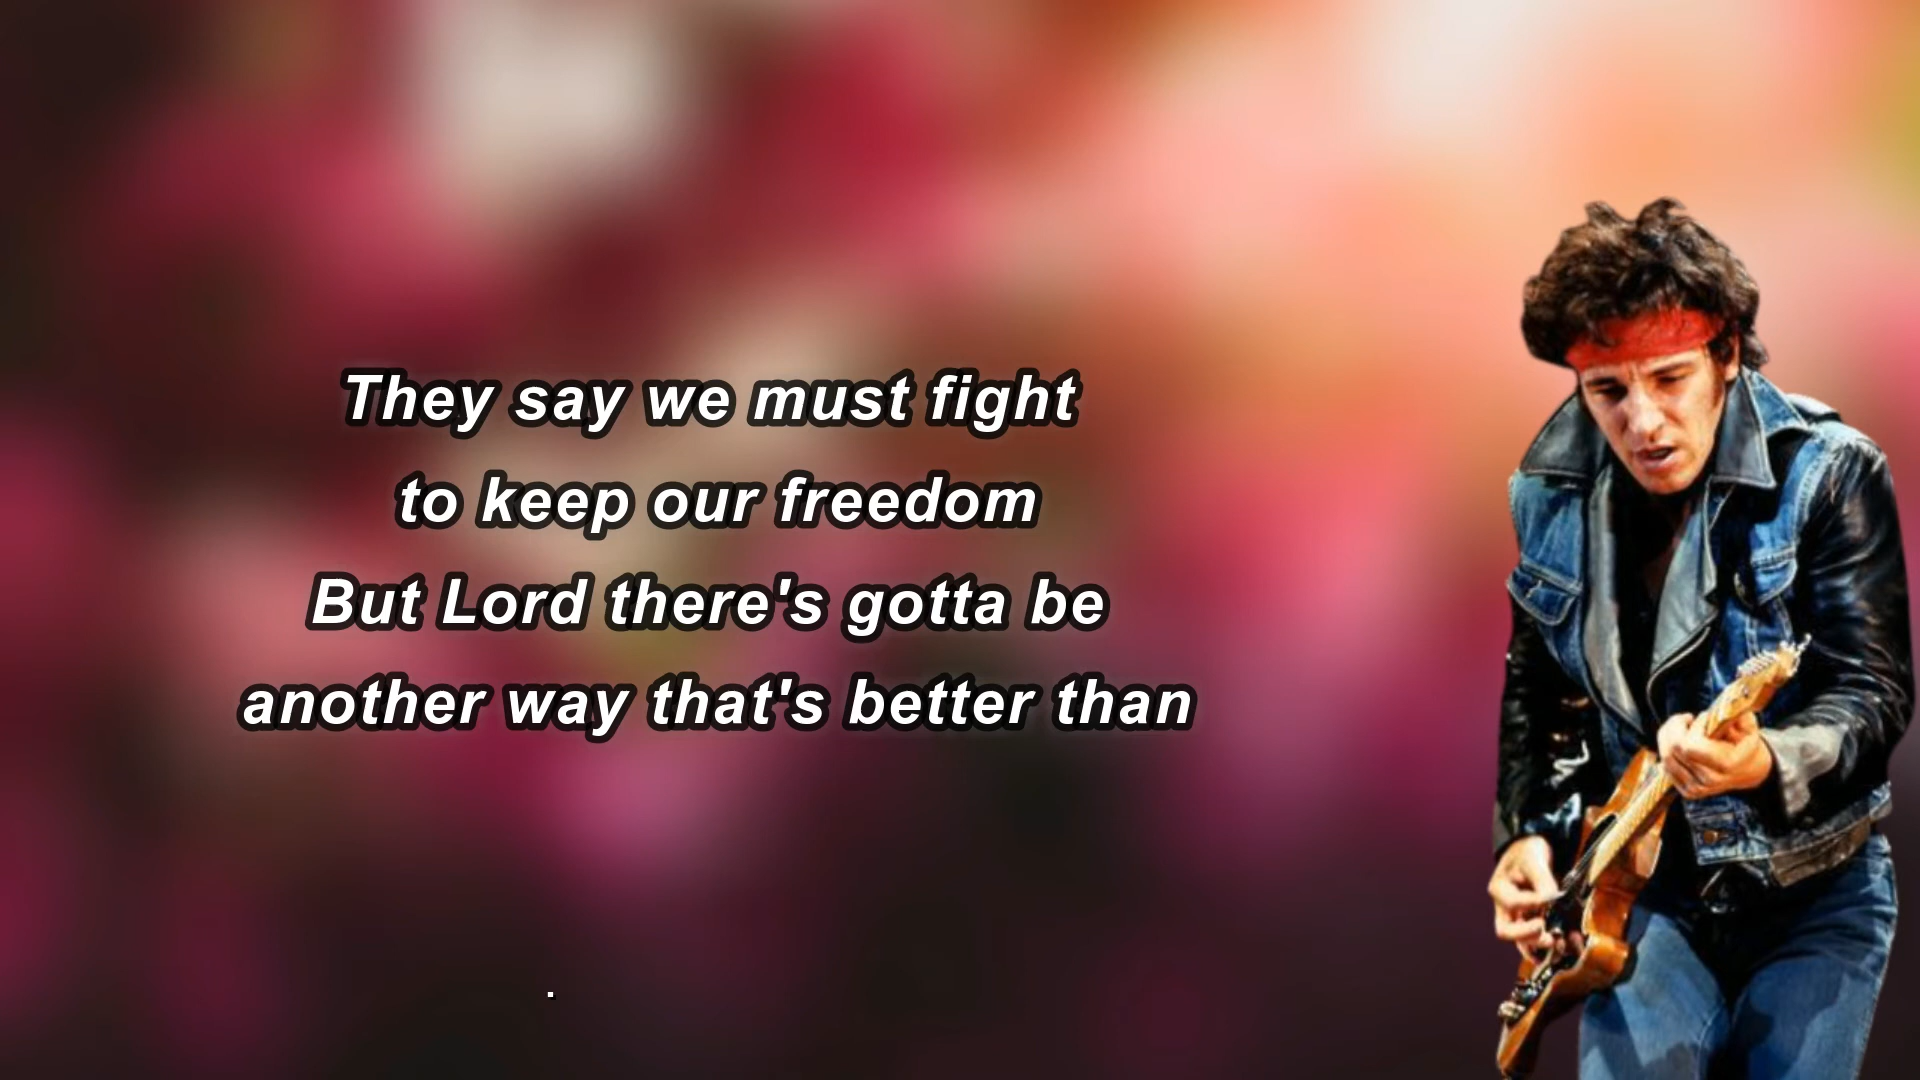 They say we must fight
to keep our freedom
But Lord there's gotta be
another way that's better than
.